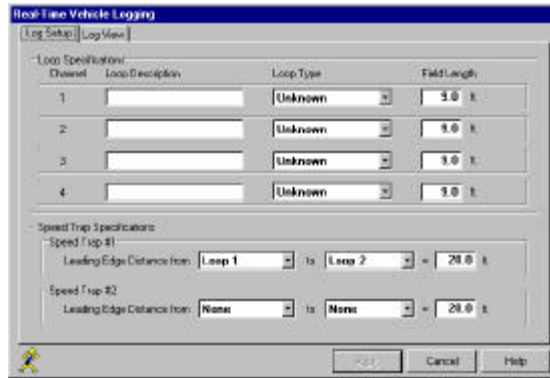 Real-Time Vehicle Logging
Log Setup Log View
Loop Specifications
Channel Loop Description Loop Type Field Length
1 Unknown 9.0 ft.
2 Unknown 9.0 ft.
3 Unknown 9.0 ft.
4 Unknown 9.0 ft.
Speed Trap Specifications
Speed Trap #1
Leading Edge Distance from Loop 1 to Loop 2 = 20.0 ft.
Speed Trap #2
Leading Edge Distance from None to None = 20.0 ft.
Cancel Help